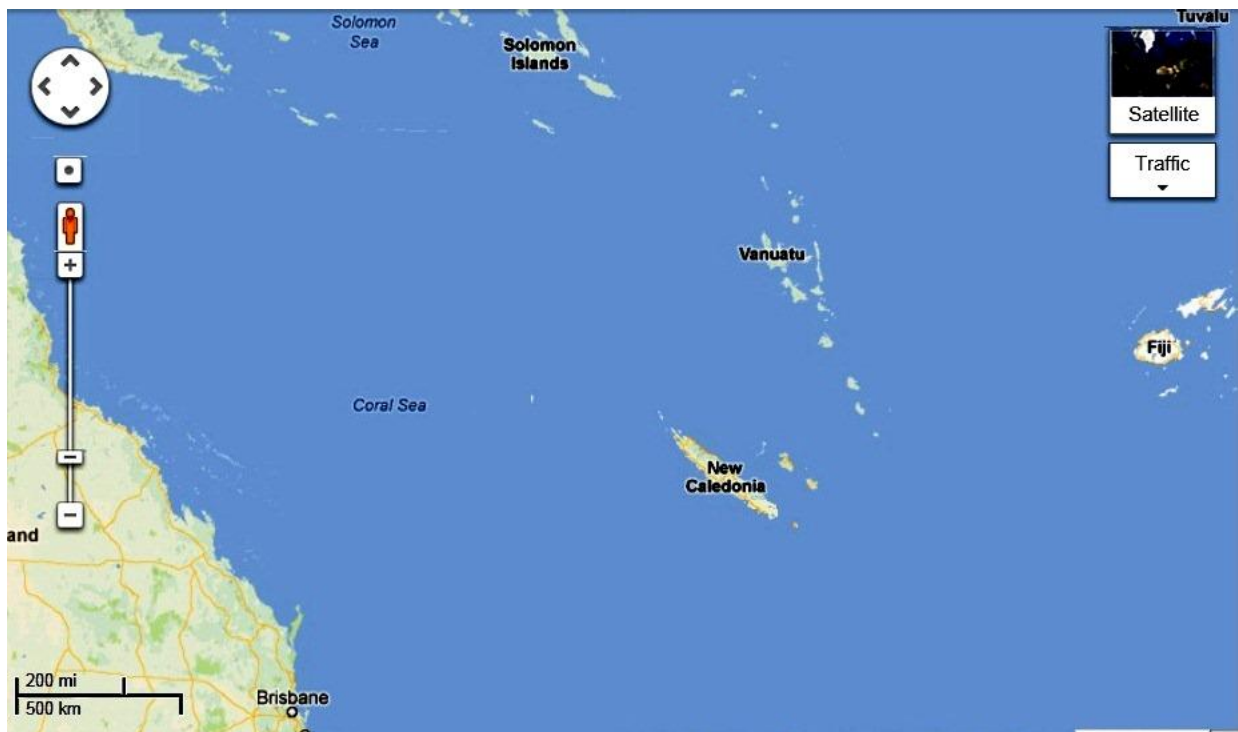 Solomon
Sea
Solomon
Islands
Tuvalu
Satellite
Traffic
Vanuatu
Fiji
Coral Sea
New
Caledonia
and
200 mi
500 km
Brisbane